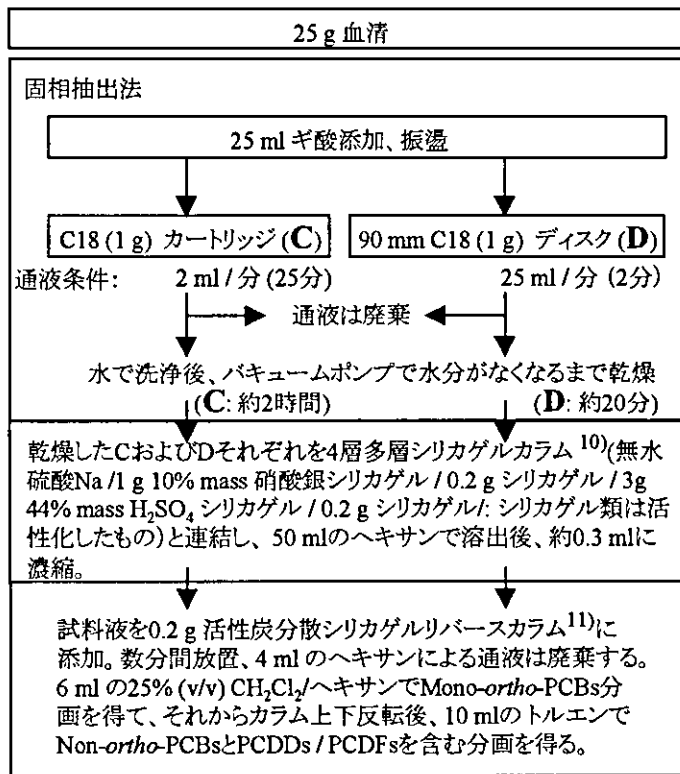 25 g 血清
固相抽出法
25 ml ギ酸添加、振盪
C18 (1 g) カートリッジ (C)
90 mm C18 (1 g) ディスク (D)
通液条件: 2 ml / 分 (25分) 25 ml / 分 (2分)
通液は廃棄
水で洗浄後、バキュームポンプで水分がなくなるまで乾燥
(C: 約2時間) (D: 約20分)
乾燥したCおよびDそれぞれを4層多層シリカゲルカラム 10)(無水
硫酸Na /1 g 10% mass 硝酸銀シリカゲル / 0.2 g シリカゲル / 3g
44% mass H2SO4 シリカゲル / 0.2 g シリカゲル/: シリカゲル類は活
性化したもの)と連結し、50 mlのヘキサンで溶出後、約0.3 mlに
濃縮。
試料液を0.2 g 活性炭分散シリカゲルリバースカラム11)に
添加。数分間放置、4 ml のヘキサンによる通液は廃棄する。
6 ml の25% (v/v) CH2Cl2/ヘキサンでMono-ortho-PCBs分
画を得て、それからカラム上下反転後、10 mlのトルエンで
Non-ortho-PCBsとPCDDs / PCDFsを含む分画を得る。